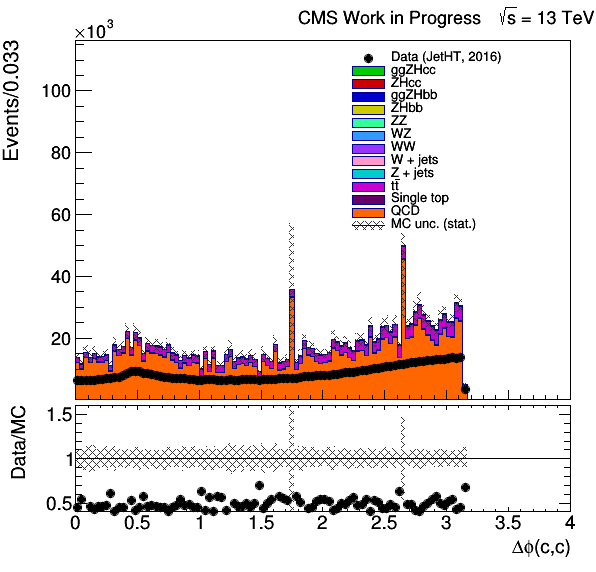 CMS Work in Progress √s = 13 TeV
×10³
Events/0.033
100
80
60
40
20
Data (JetHT, 2016)
ggZHcc
ZHcc
ggZHbb
ZHbb
ZZ
WZ
WW
W + jets
Z + jets
tt̄
Single top
QCD
MC unc. (stat.)
Data/MC
1.5
1
0.5
0 0.5 1 1.5 2 2.5 3 3.5 4
Δϕ(c,c)